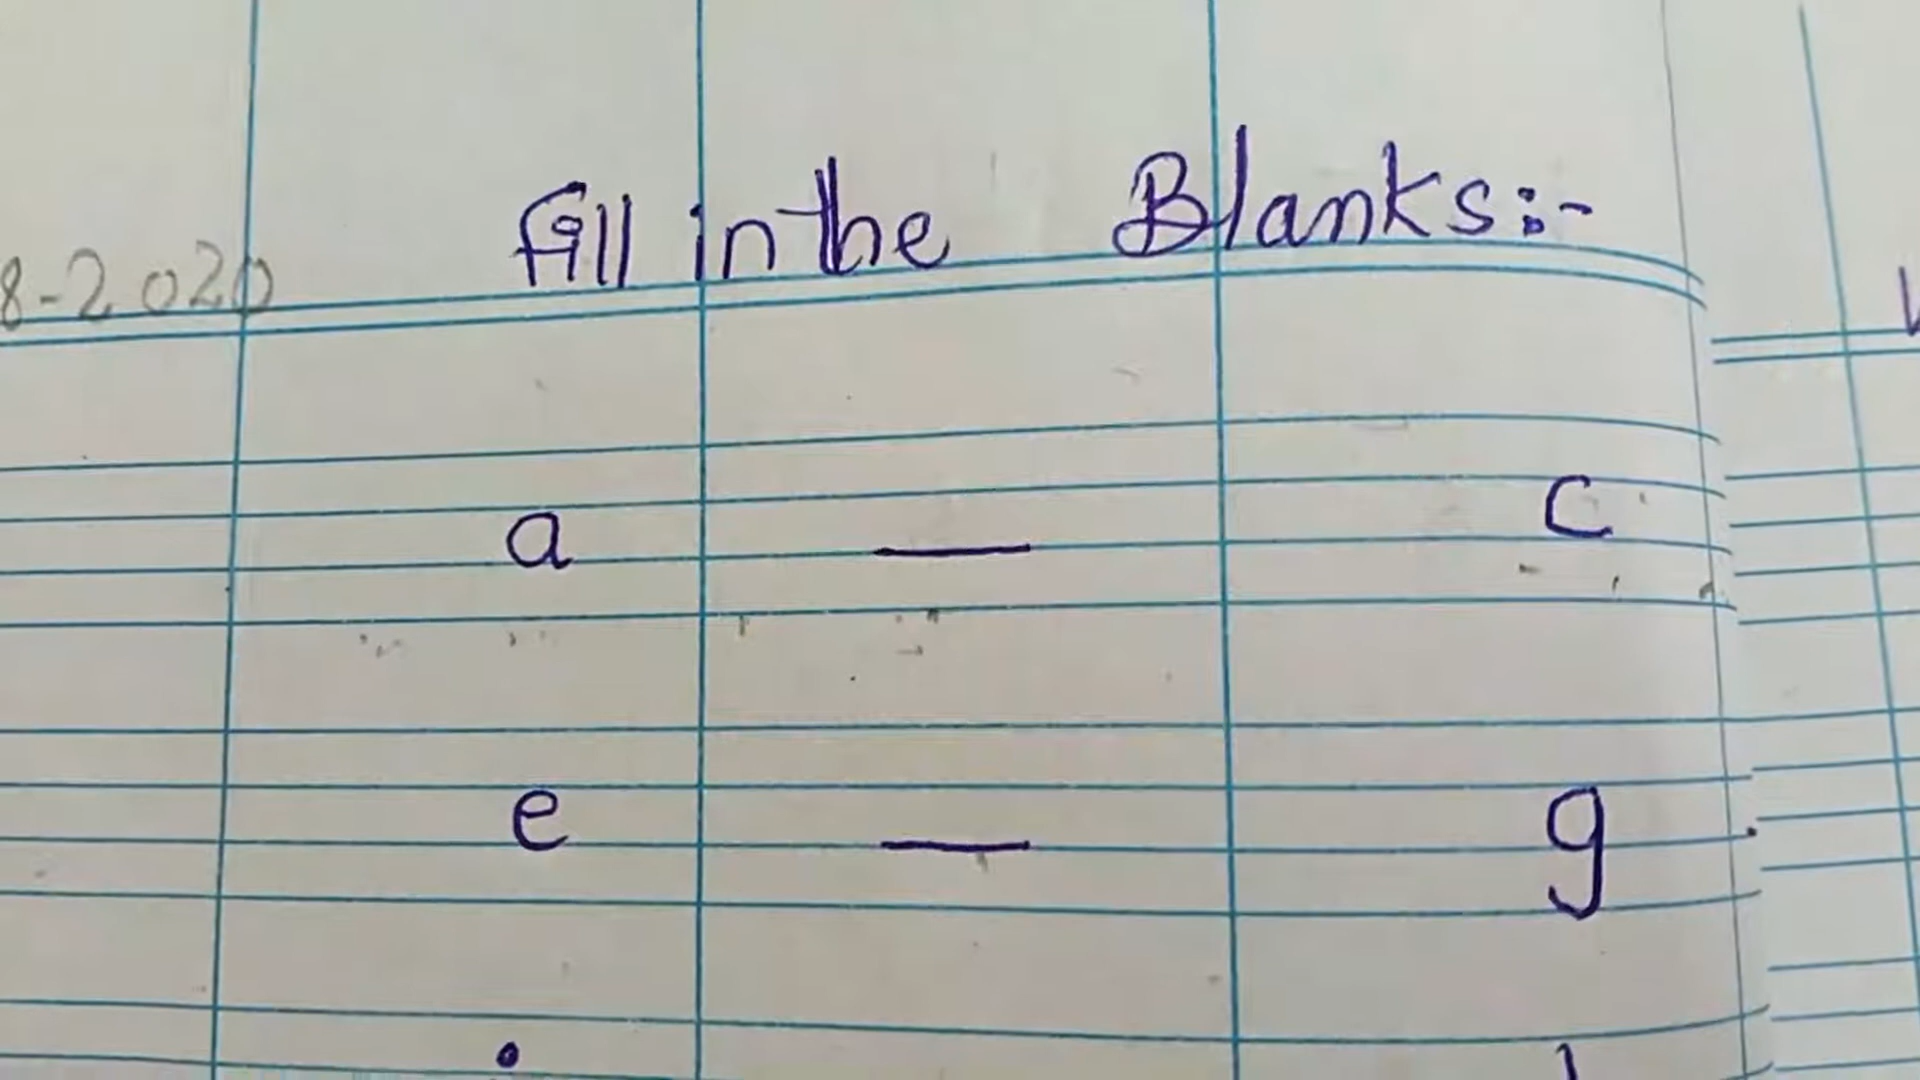 8-2020
Fill in the Blanks:-
a — c
e — g